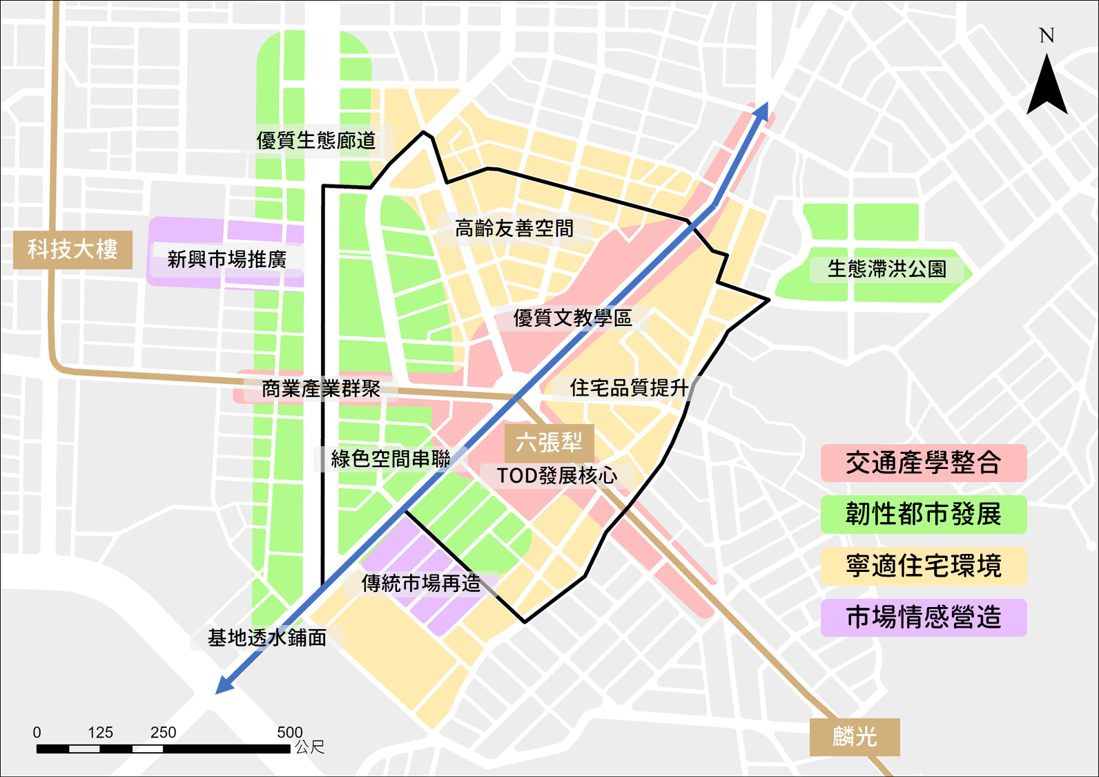 N
優質生態廊道
高齡友善空間
科技大樓
新興市場推廣
生態滯洪公園
優質文教學區
商業產業群聚
住宅品質提升
六張犁
綠色空間串聯
TOD發展核心
交通產學整合
韌性都市發展
寧適住宅環境
傳統市場再造
市場情感營造
基地透水鋪面
麟光
0 125 250 500
公尺